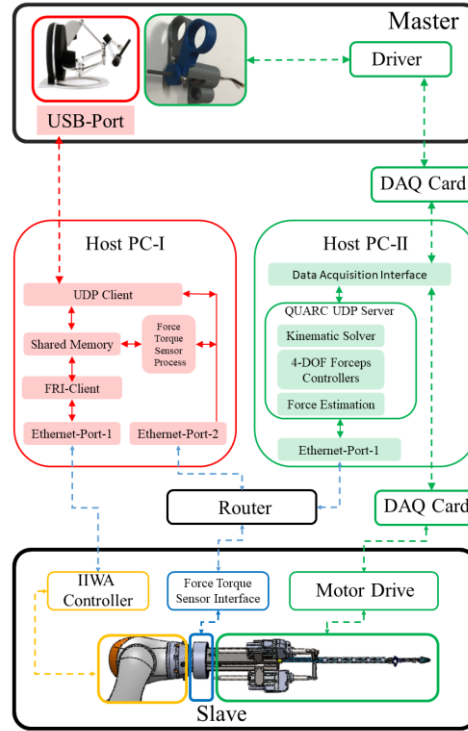 Master
Driver
USB-Port
DAQ Card
Host PC-I
Host PC-II
UDP Client
Shared Memory
Force
Torque
Sensor
Process
FRI-Client
Ethernet-Port-1
Ethernet-Port-2
Data Acquisition Interface
QUARC UDP Server
Kinematic Solver
4-DOF Forceps
Controllers
Force Estimation
Ethernet-Port-1
Router
DAQ Card
IIWA
Controller
Force Torque
Sensor Interface
Motor Drive
Slave